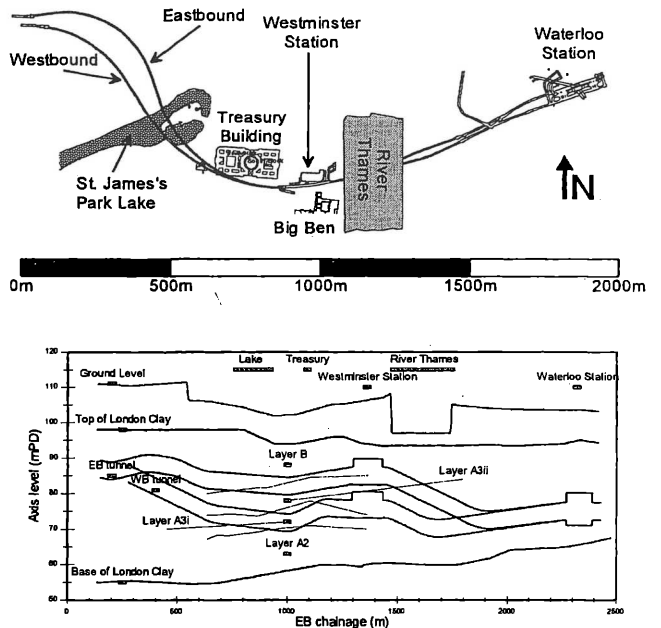 Eastbound
Westbound
Westminster
Station
Waterloo
Station
Treasury
Building
River
Thames
St. James's
Park Lake
Big Ben
N
0m 500m 1000m 1500m 2000m
Lake Treasury River Thames
Ground Level
Westminster Station
Waterloo Station
Top of London Clay
Layer B
EB tunnel
WB tunnel
Layer A3ii
Layer A3i
Layer A2
Base of London Clay
Axis level (mPD)
120
110
100
90
80
70
60
50
0 500 1000 1500 2000 2500
EB chainage (m)